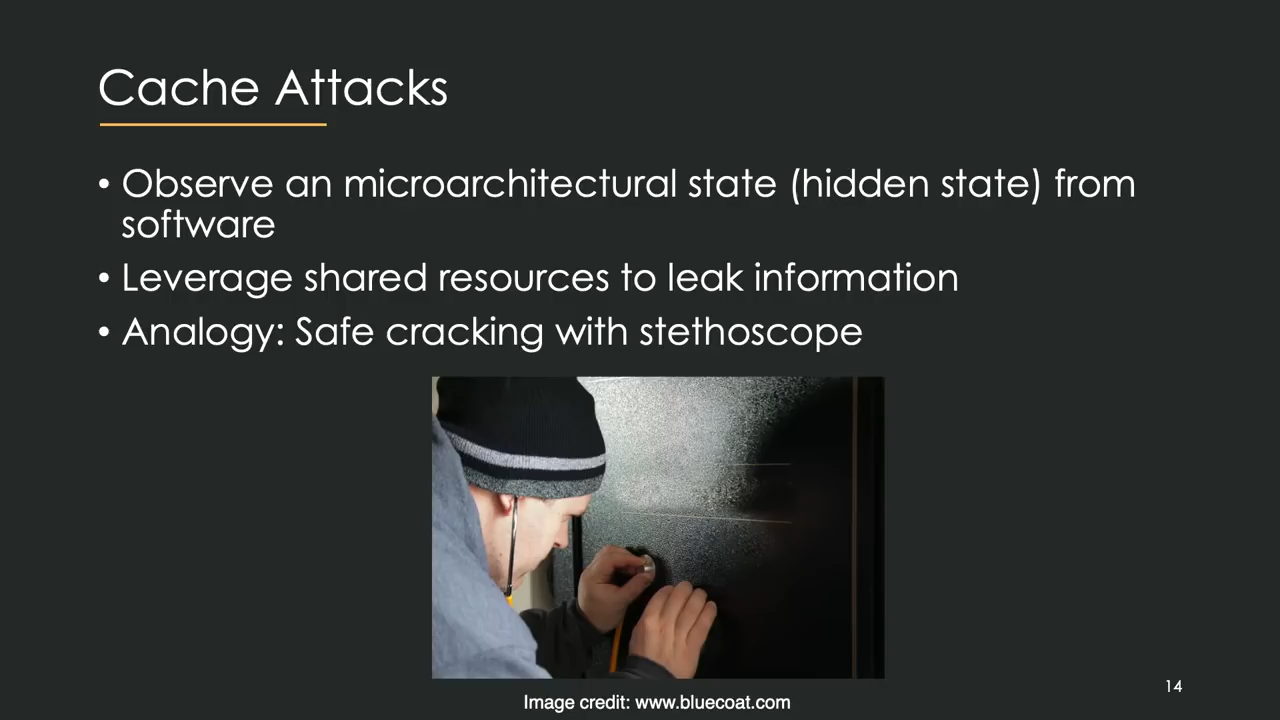 Cache Attacks
• Observe an microarchitectural state (hidden state) from
software
• Leverage shared resources to leak information
• Analogy: Safe cracking with stethoscope
Image credit: www.bluecoat.com
14